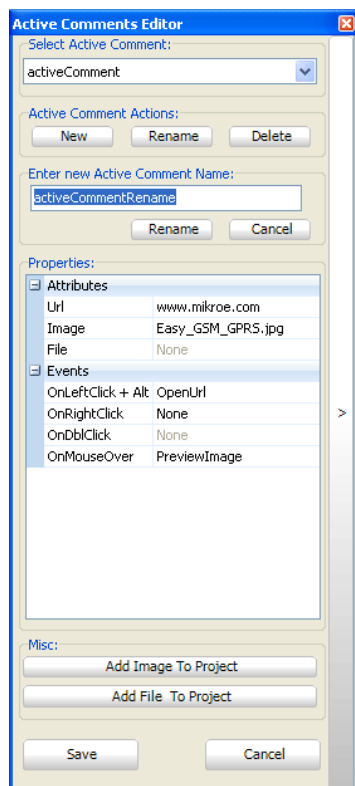 Active Comments Editor
Select Active Comment:
activeComment
Active Comment Actions:
New Rename Delete
Enter new Active Comment Name:
activeCommentRename
Rename Cancel
Properties:
Attributes
Url www.mikroe.com
Image Easy_GSM_GPRS.jpg
File None
Events
OnLeftClick + Alt OpenUrl
OnRightClick None
OnDblClick None
OnMouseOver PreviewImage
>
Misc:
Add Image To Project
Add File To Project
Save Cancel